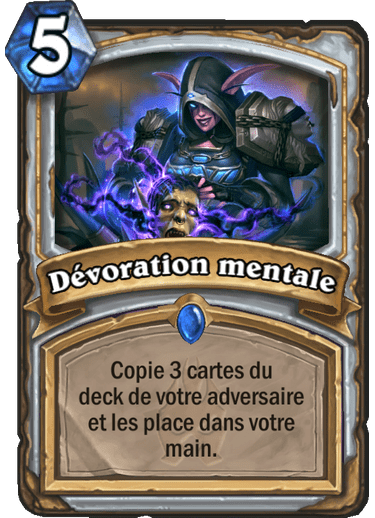 5
Dévoration mentale
Copie 3 cartes du
deck de votre adversaire
et les place dans votre
main.